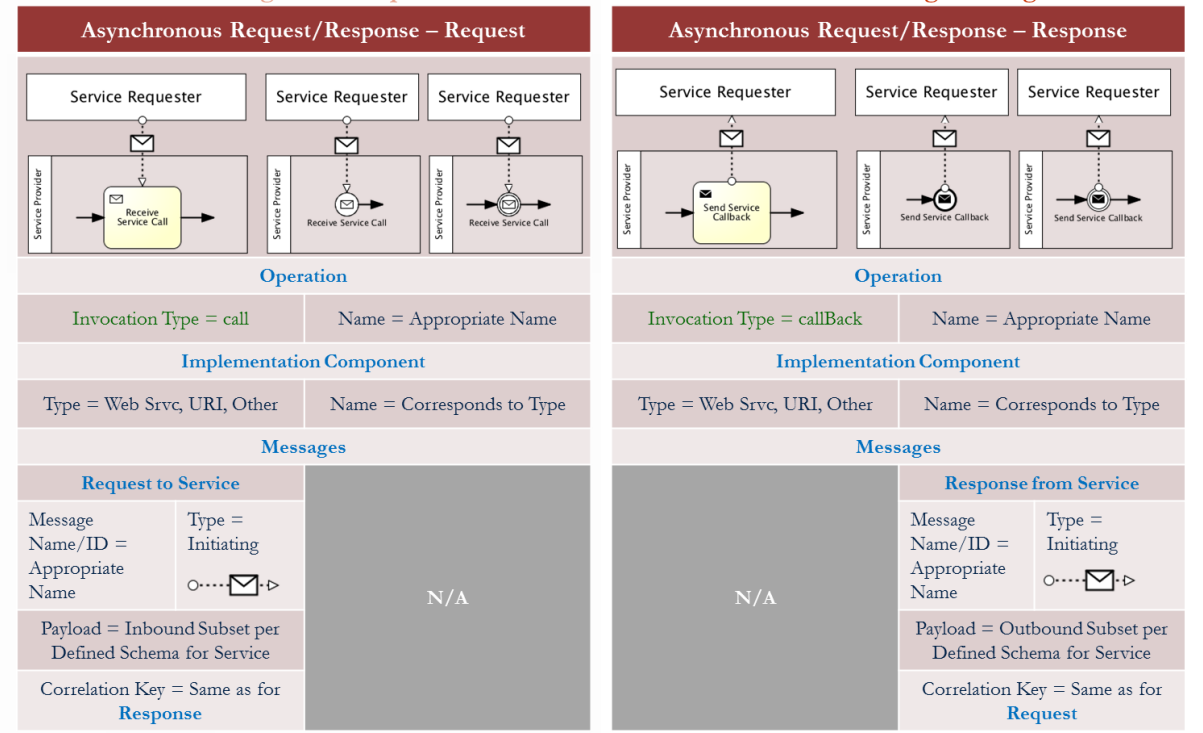 Asynchronous Request/Response – Request
Service Requester
Service Requester
Service Requester
Service Provider
Receive
Service Call
Service Provider
Receive Service Call
Service Provider
Receive Service Call
Operation
Invocation Type = call
Name = Appropriate Name
Implementation Component
Type = Web Srvc, URI, Other
Name = Corresponds to Type
Messages
Request to Service
Message
Name/ID =
Appropriate
Name
Type =
Initiating
N/A
Payload = Inbound Subset per
Defined Schema for Service
Correlation Key = Same as for
Response
Asynchronous Request/Response – Response
Service Requester
Service Requester
Service Requester
Service Provider
Send Service
Callback
Service Provider
Send Service Callback
Service Provider
Send Service Callback
Operation
Invocation Type = callBack
Name = Appropriate Name
Implementation Component
Type = Web Srvc, URI, Other
Name = Corresponds to Type
Messages
N/A
Response from Service
Message
Name/ID =
Appropriate
Name
Type =
Initiating
Payload = Outbound Subset per
Defined Schema for Service
Correlation Key = Same as for
Request